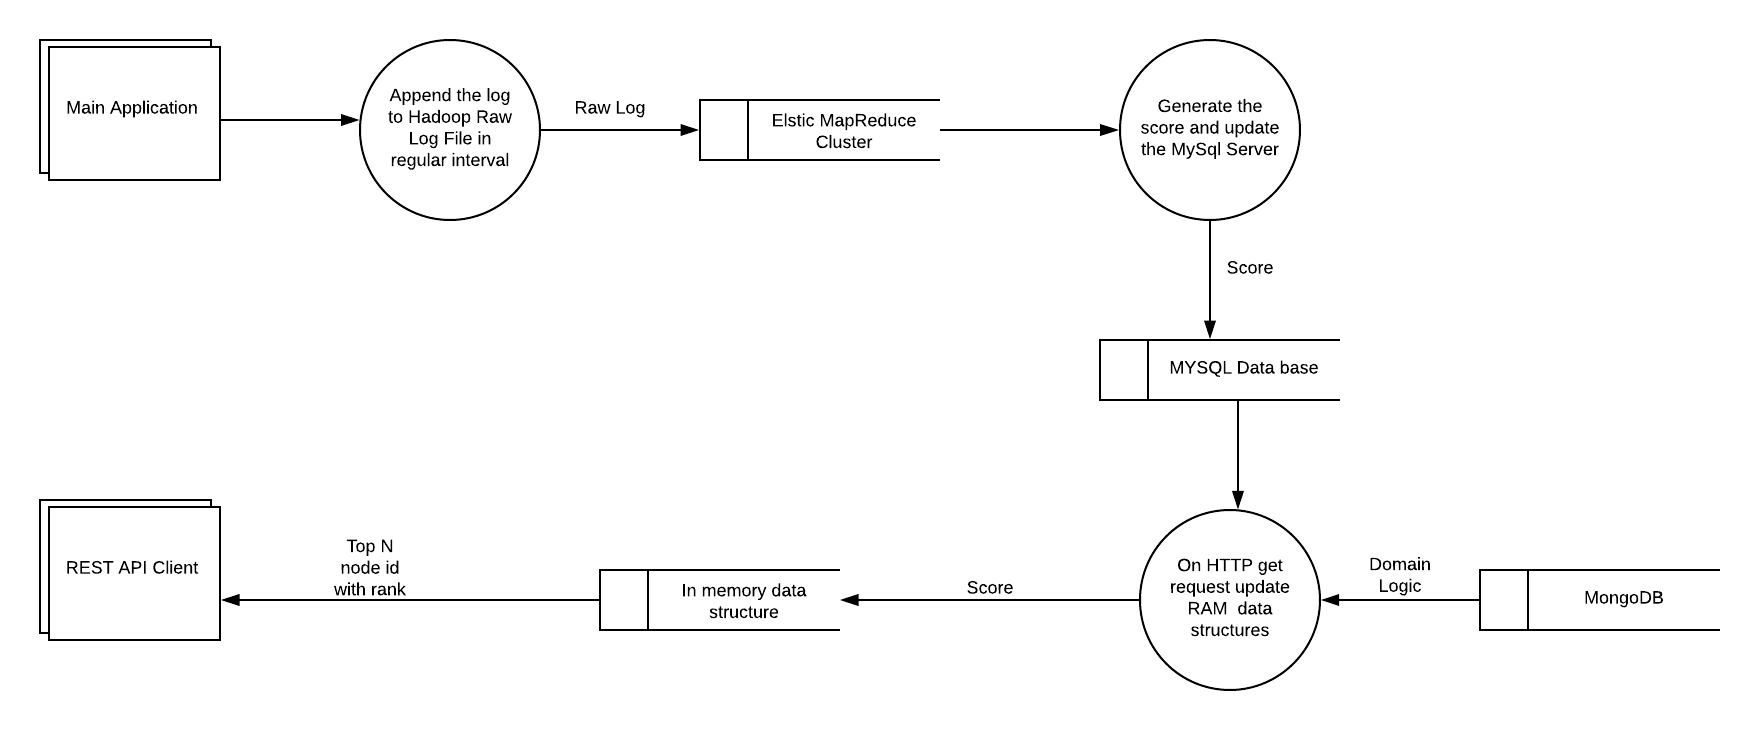 Main Application
Append the log
to Hadoop Raw
Log File in
regular interval
Raw Log
Elstic MapReduce
Cluster
Generate the
score and update
the MySql Server
Score
MYSQL Data base
REST API Client
Top N
node id
with rank
In memory data
structure
Score
On HTTP get
request update
RAM  data
structures
Domain
Logic
MongoDB